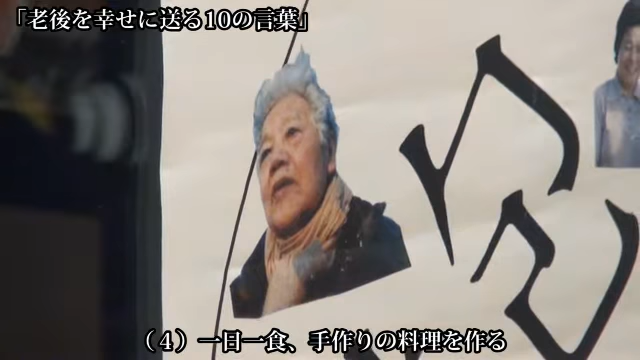 「老後を幸せに送る10の言葉」
（４）一日一食、手作りの料理を作る